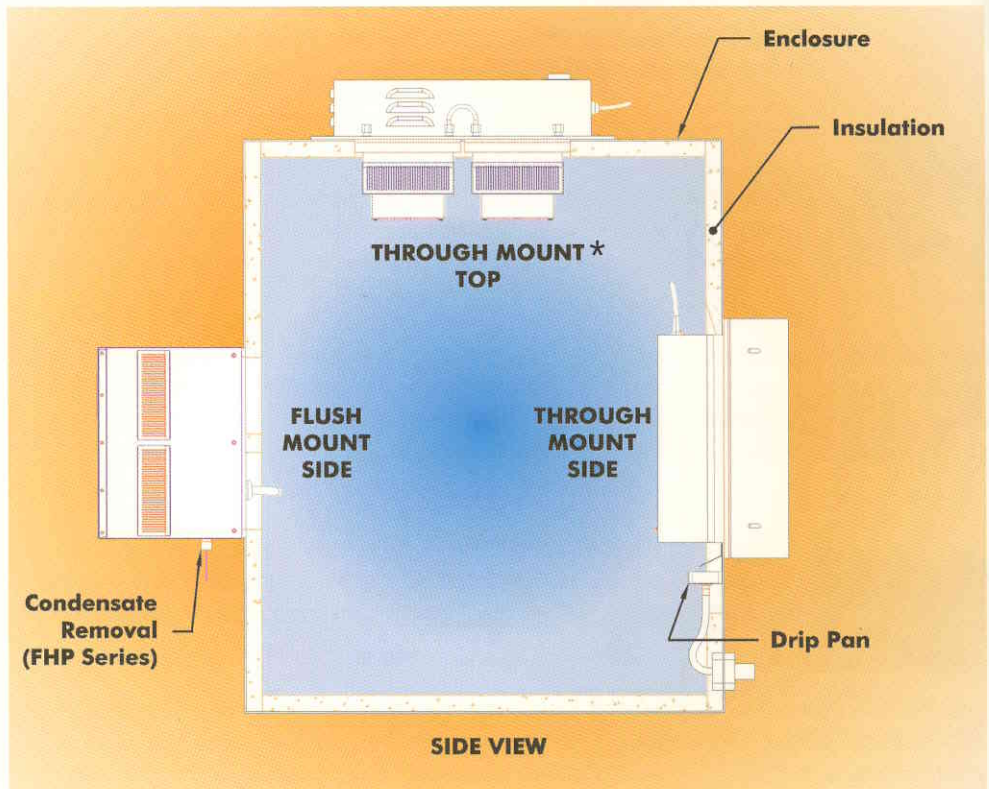 Enclosure
Insulation
THROUGH MOUNT *
TOP
FLUSH
MOUNT
SIDE
THROUGH
MOUNT
SIDE
Condensate
Removal
(FHP Series)
Drip Pan
SIDE VIEW